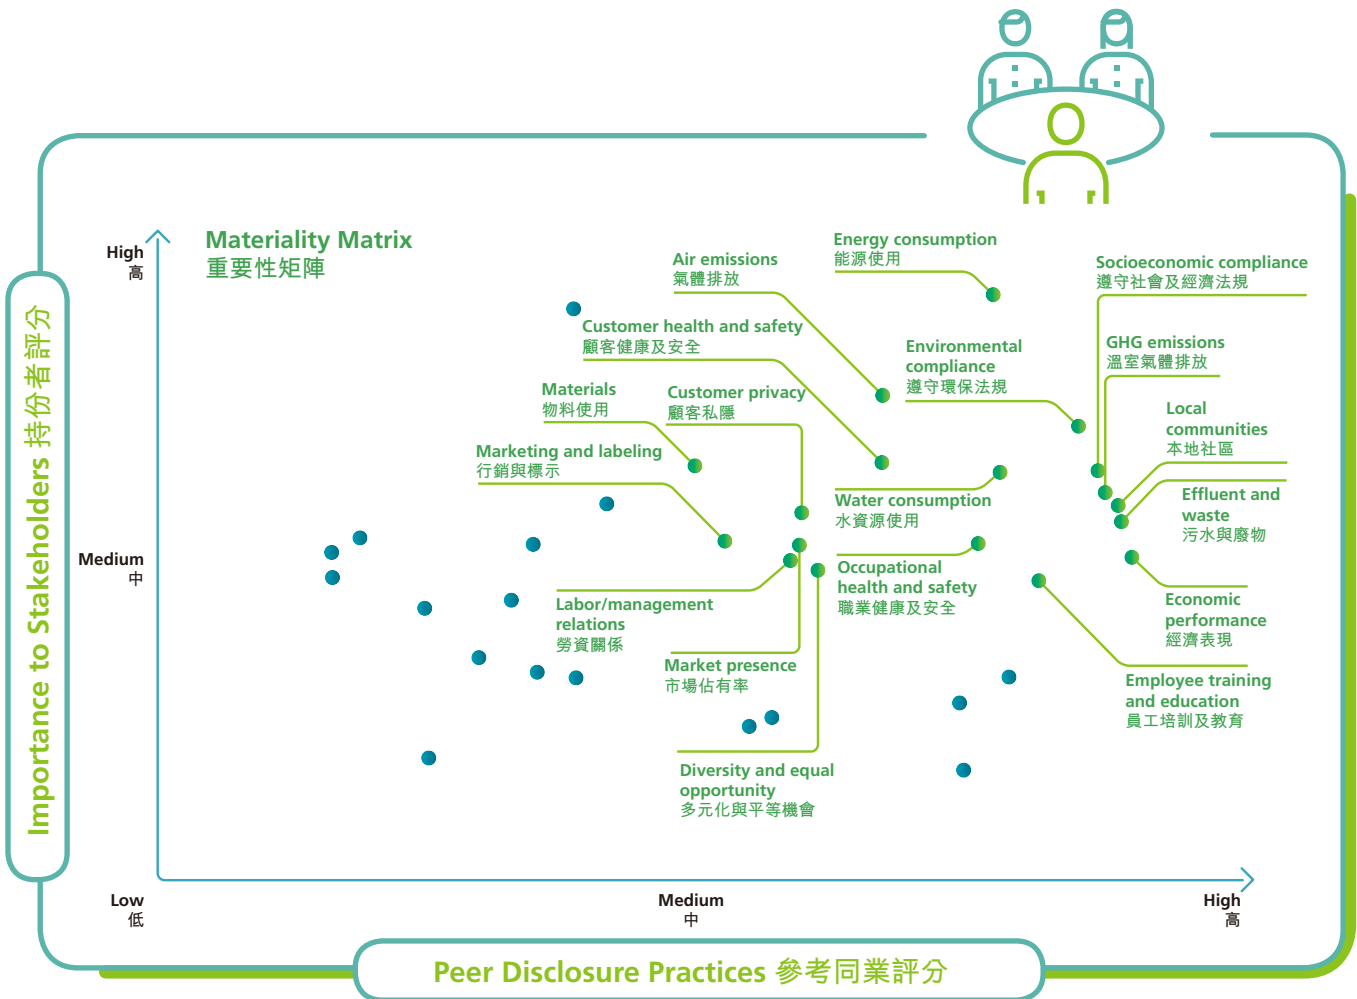 Materiality Matrix
重要性矩陣
High
高
Medium
中
Low
低
Importance to Stakeholders 持份者評分
Energy consumption
能源使用
Air emissions
氣體排放
Socioeconomic compliance
遵守社會及經濟法規
Customer health and safety
顧客健康及安全
Environmental
compliance
遵守環保法規
GHG emissions
溫室氣體排放
Materials
物料使用
Customer privacy
顧客私隱
Local
communities
本地社區
Marketing and labeling
行銷與標示
Water consumption
水資源使用
Effluent and
waste
污水與廢物
Occupational
health and safety
職業健康及安全
Labor/management
relations
勞資關係
Economic
performance
經濟表現
Market presence
市場佔有率
Employee training
and education
員工培訓及教育
Diversity and equal
opportunity
多元化與平等機會
Medium
中
High
高
Peer Disclosure Practices 參考同業評分